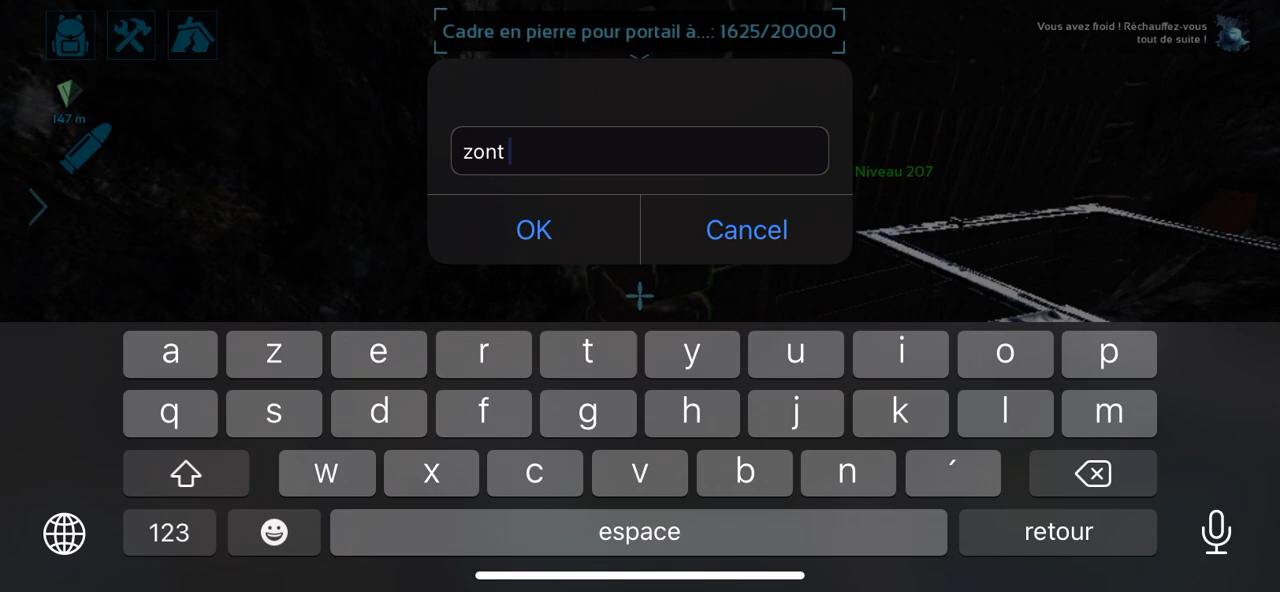 Cadre en pierre pour portail à...: 1625/20000
Vous avez froid ! Réchauffez-vous
tout de suite !
147 m
zont
Niveau 207
OK
Cancel
a z e r t y u i o p
q s d f g h j k l m
w x c v b n ´
123
espace
retour